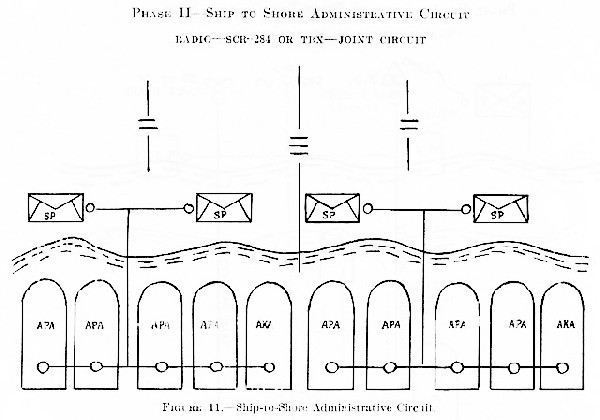 PHASE II—SHIP TO SHORE ADMINISTRATIVE CIRCUIT
RADIO—SCR-284 OR TBX—JOINT CIRCUIT
SP SP SP SP
APA APA APA APA AKA APA APA APA APA AKA
FIGURE 11.—Ship-to-Shore Administrative Circuit.